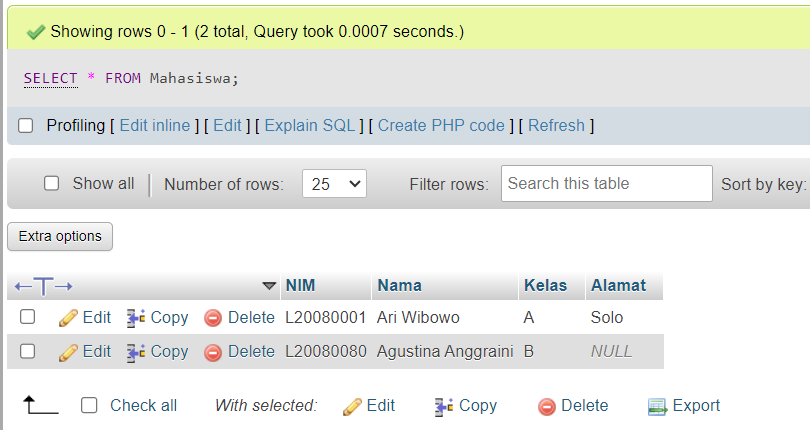 Showing rows 0 - 1 (2 total, Query took 0.0007 seconds.)
SELECT * FROM Mahasiswa;
Profiling [ Edit inline ] [ Edit ] [ Explain SQL ] [ Create PHP code ] [ Refresh ]
Show all Number of rows: 25 Filter rows: Search this table Sort by key:
Extra options
NIM Nama Kelas Alamat
Edit Copy Delete L20080001 Ari Wibowo A Solo
Edit Copy Delete L20080080 Agustina Anggraini B NULL
Check all With selected: Edit Copy Delete Export